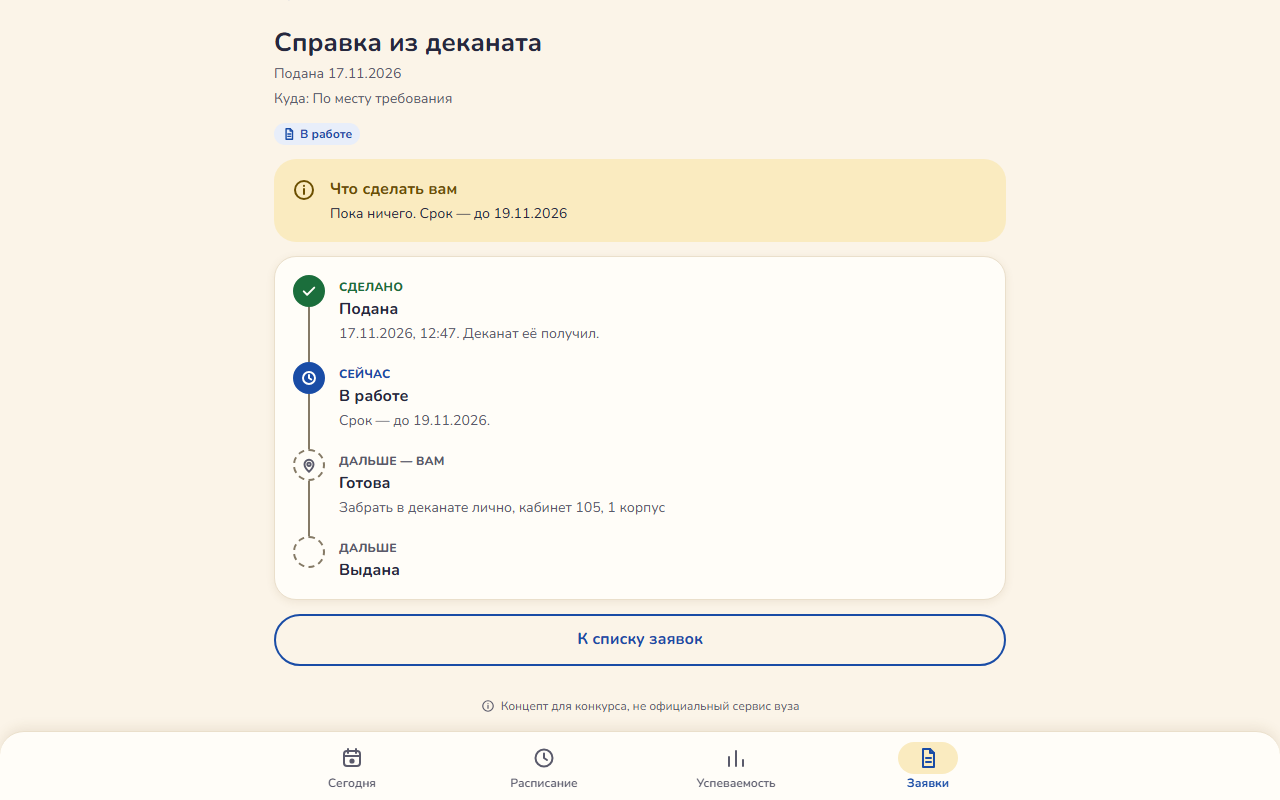 Справка из деканата
Подана 17.11.2026
Куда: По месту требования
В работе
Что сделать вам
Пока ничего. Срок — до 19.11.2026
СДЕЛАНО
Подана
17.11.2026, 12:47. Деканат её получил.
СЕЙЧАС
В работе
Срок — до 19.11.2026.
ДАЛЬШЕ — ВАМ
Готова
Забрать в деканате лично, кабинет 105, 1 корпус
ДАЛЬШЕ
Выдана
К списку заявок
Концепт для конкурса, не официальный сервис вуза
Сегодня
Расписание
Успеваемость
Заявки